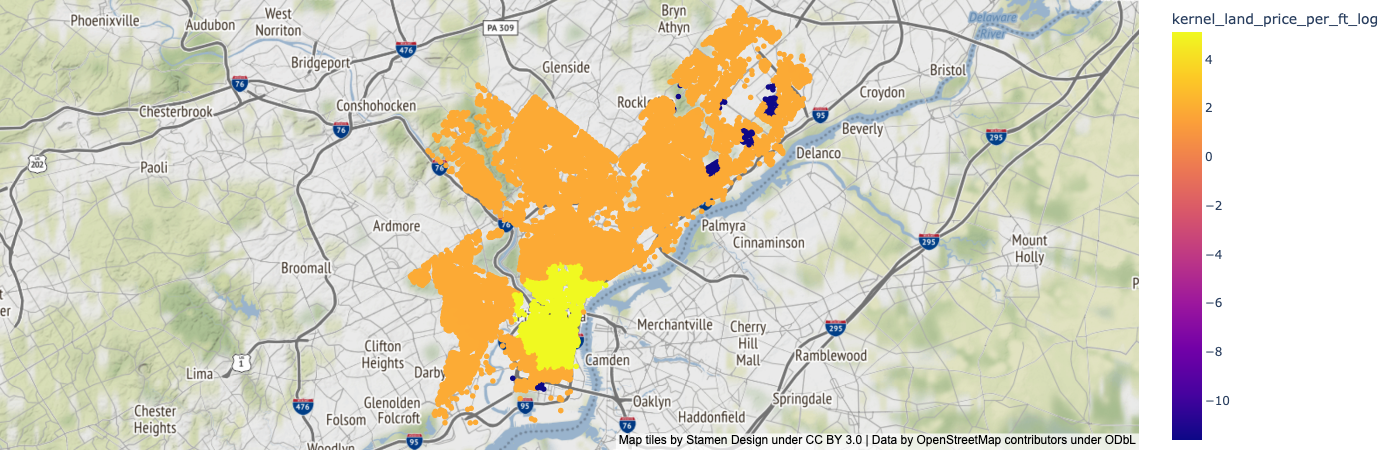 Bryn
Athyn
Delaware
River
kernel_land_price_per_ft_log
Phoenixville
Audubon
West
Norriton
PA 309
476
Bridgeport
Glenside
4
76
Bristol
2
Chesterbrook
Conshohocken
Rockle
Croydon
95
76
Beverly
295
0
US
202
Paoli
76
Delanco
−2
Ardmore
76
Palmyra
Cinnaminson
295
Mount
Holly
−4
Broomall
P
t
er
−6
Merchantville
Cherry
Hill
Mall
295
Ramblewood
Clifton
Heights
1
Lima
Darby
Camden
−8
476
Chester
Heights
Glenolden
Folcroft
Folsom
95
Oaklyn
Springdale
−10
Haddonfield
76
95
Woodlyn
Map tiles by Stamen Design under CC BY 3.0 | Data by OpenStreetMap contributors under ODbL